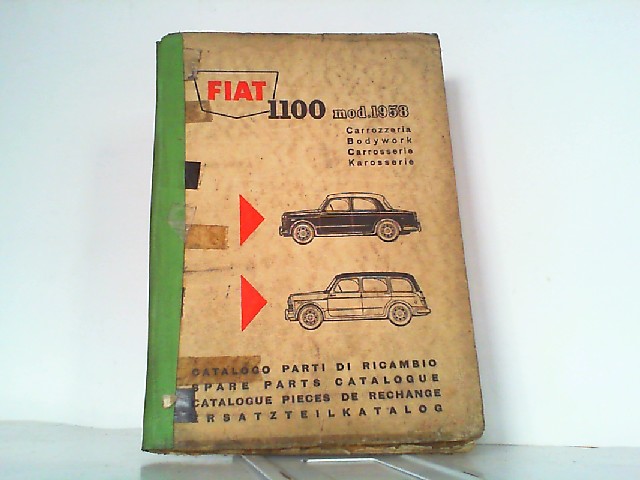 FIAT 1100 mod.1958
Carrozzeria
Bodywork
Carrosserie
Karosserie
CATALOGO PARTI DI RICAMBIO
SPARE PARTS CATALOGUE
CATALOGUE PIECES DE RECHANGE
ERSATZTEILKATALOG